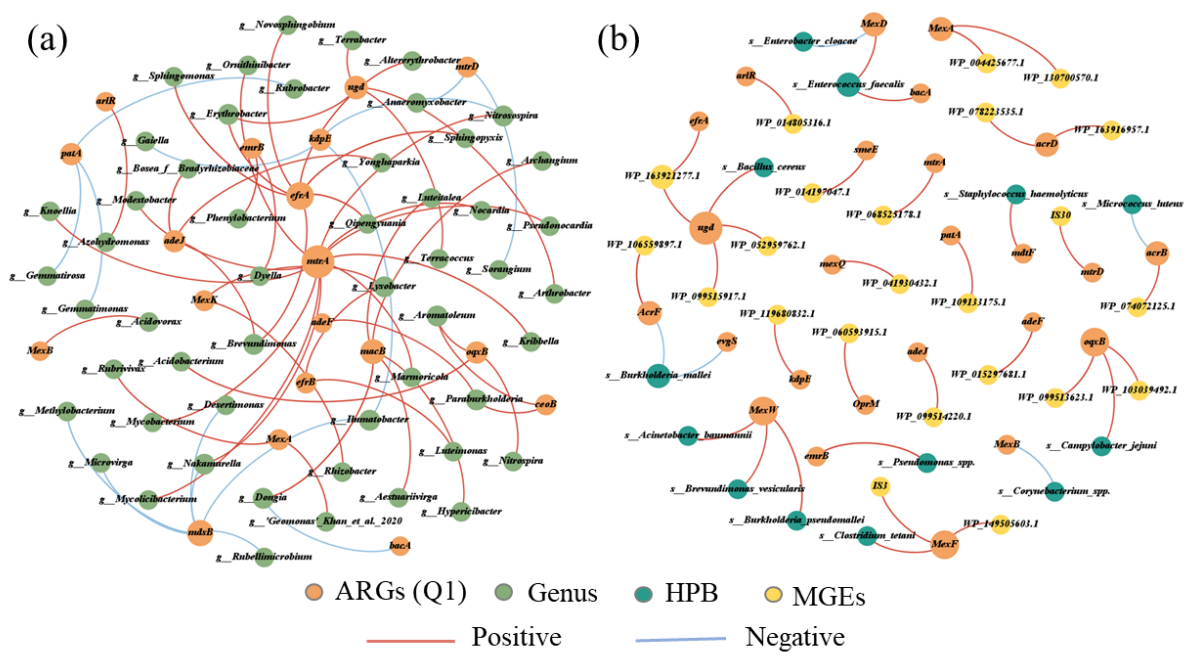 (a)
(b)
g__Novosphingobium
g__Terrabacter
g__Altererythrobacter
mtrD
g__Ornithinibacter
g__Sphingomonas
g__Rubrobacter
ugd
arlR
g__Anaeromyxobacter
g__Erythrobacter
g__Nitrosospira
kdpE
g__Sphingopyxis
g__Gaiella
emrB
patA
g__Yonghaparkia
g__Archangium
g__Bosea_f__Bradyrhizobiaceae
efrA
g__Luteitalea
g__Modestobacter
g__Nocardia
g__Knoellia
g__Phenylobacterium
g__Qipengyuania
g__Pseudonocardia
g__Azohydromonas
adeJ
g__Terracoccus
mtrA
g__Sorangium
g__Gemmatirosa
g__Dyella
g__Lysobacter
g__Arthrobacter
MexK
g__Gemmatimonas
g__Acidovorax
adeF
g__Aromatoleum
g__Kribbella
g__Brevundimonas
MexB
macB
oqxB
g__Acidobacterium
g__Rubrivivax
g__Marmoricola
efrB
g__Paraburkholderia
ceoB
g__Desertimonas
g__Methylobacterium
g__Mycobacterium
g__Ilumatobacter
MexA
g__Luteimonas
g__Microvirga
g__Nakamurella
g__Nitrospira
g__Rhizobacter
g__Mycolicibacterium
g__Dongia
g__Aestuariivirga
g__Hypericibacter
g__'Geomonas'_Khan_et_al._2020
mdsB
bacA
g__Rubellimicrobium
MexD
MexA
s__Enterobacter_cloacae
WP_004425677.1
WP_130700570.1
arlR
s__Enterococcus_faecalis
bacA
WP_014805316.1
WP_078223535.1
efrA
WP_163916957.1
acrD
smeE
mtrA
s__Bacillus_cereus
WP_163921277.1
WP_014197047.1
s__Staphylococcus_haemolyticus
s__Micrococcus_luteus
WP_068525178.1
IS30
ugd
patA
WP_106559897.1
WP_052959762.1
mdtF
acrB
mexQ
mtrD
WP_041930432.1
WP_099515917.1
WP_109133175.1
WP_074072125.1
AcrF
WP_119680832.1
WP_060593915.1
adeF
evgS
adeJ
oqxB
s__Burkholderia_mallei
kdpE
WP_015297681.1
WP_103039492.1
WP_099513623.1
OprM
WP_099514220.1
MexW
s__Acinetobacter_baumannii
MexB
s__Campylobacter_jejuni
emrB
s__Pseudomonas_spp.
s__Brevundimonas_vesicularis
IS3
s__Corynebacterium_spp.
s__Burkholderia_pseudomallei
WP_149505603.1
s__Clostridium_tetani
MexF
ARGs (Q1)
Genus
HPB
MGEs
Positive
Negative